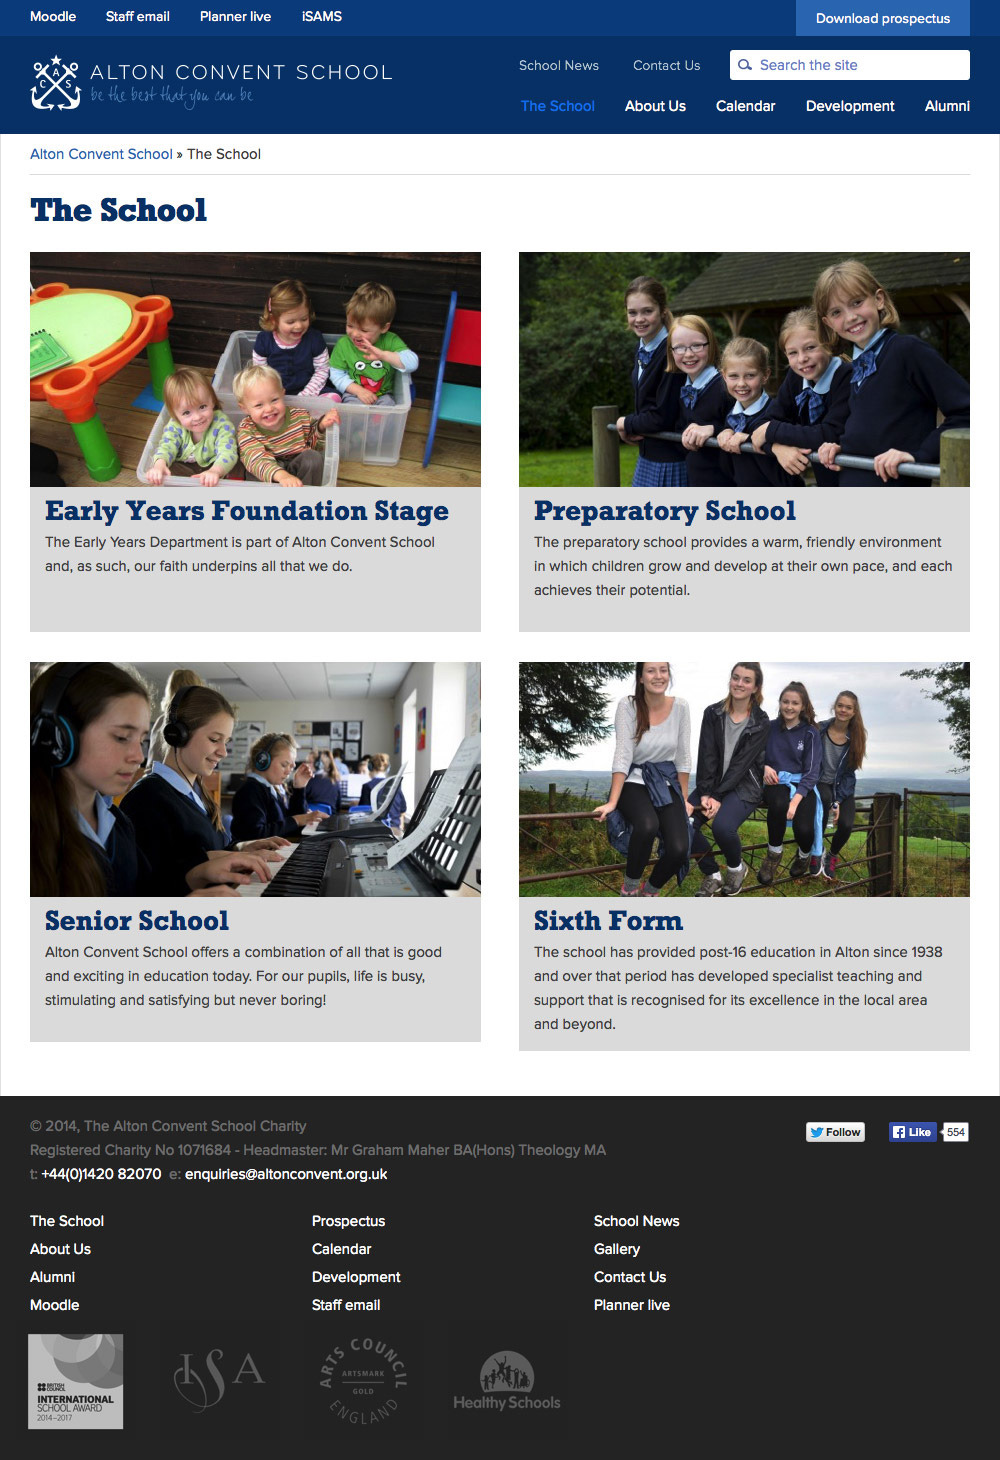 Moodle Staff email Planner live iSAMS Download prospectus
ALTON CONVENT SCHOOL
be the best that you can be
C A S
School News Contact Us Search the site
The School About Us Calendar Development Alumni
Alton Convent School » The School
The School
Early Years Foundation Stage
The Early Years Department is part of Alton Convent School
and, as such, our faith underpins all that we do.
Preparatory School
The preparatory school provides a warm, friendly environment
in which children grow and develop at their own pace, and each
achieves their potential.
Senior School
Alton Convent School offers a combination of all that is good
and exciting in education today. For our pupils, life is busy,
stimulating and satisfying but never boring!
Sixth Form
The school has provided post-16 education in Alton since 1938
and over that period has developed specialist teaching and
support that is recognised for its excellence in the local area
and beyond.
© 2014, The Alton Convent School Charity
Registered Charity No 1071684 - Headmaster: Mr Graham Maher BA(Hons) Theology MA
t: +44(0)1420 82070 e: enquiries@altonconvent.org.uk
Follow Like 554
The School Prospectus School News
About Us Calendar Gallery
Alumni Development Contact Us
Moodle Staff email Planner live
BRITISH
COUNCIL
INTERNATIONAL
SCHOOL AWARD
2014–2017
ISA
ARTS COUNCIL
ARTSMARK
GOLD
ENGLAND
Healthy Schools